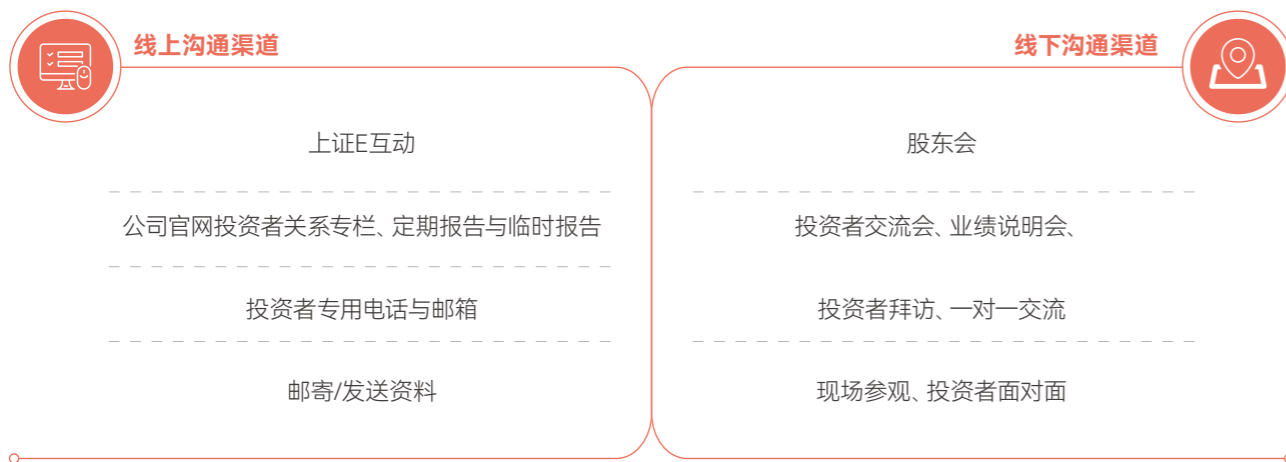 线上沟通渠道
上证E互动
公司官网投资者关系专栏、定期报告与临时报告
投资者专用电话与邮箱
邮寄/发送资料
线下沟通渠道
股东会
投资者交流会、业绩说明会、
投资者拜访、一对一交流
现场参观、投资者面对面